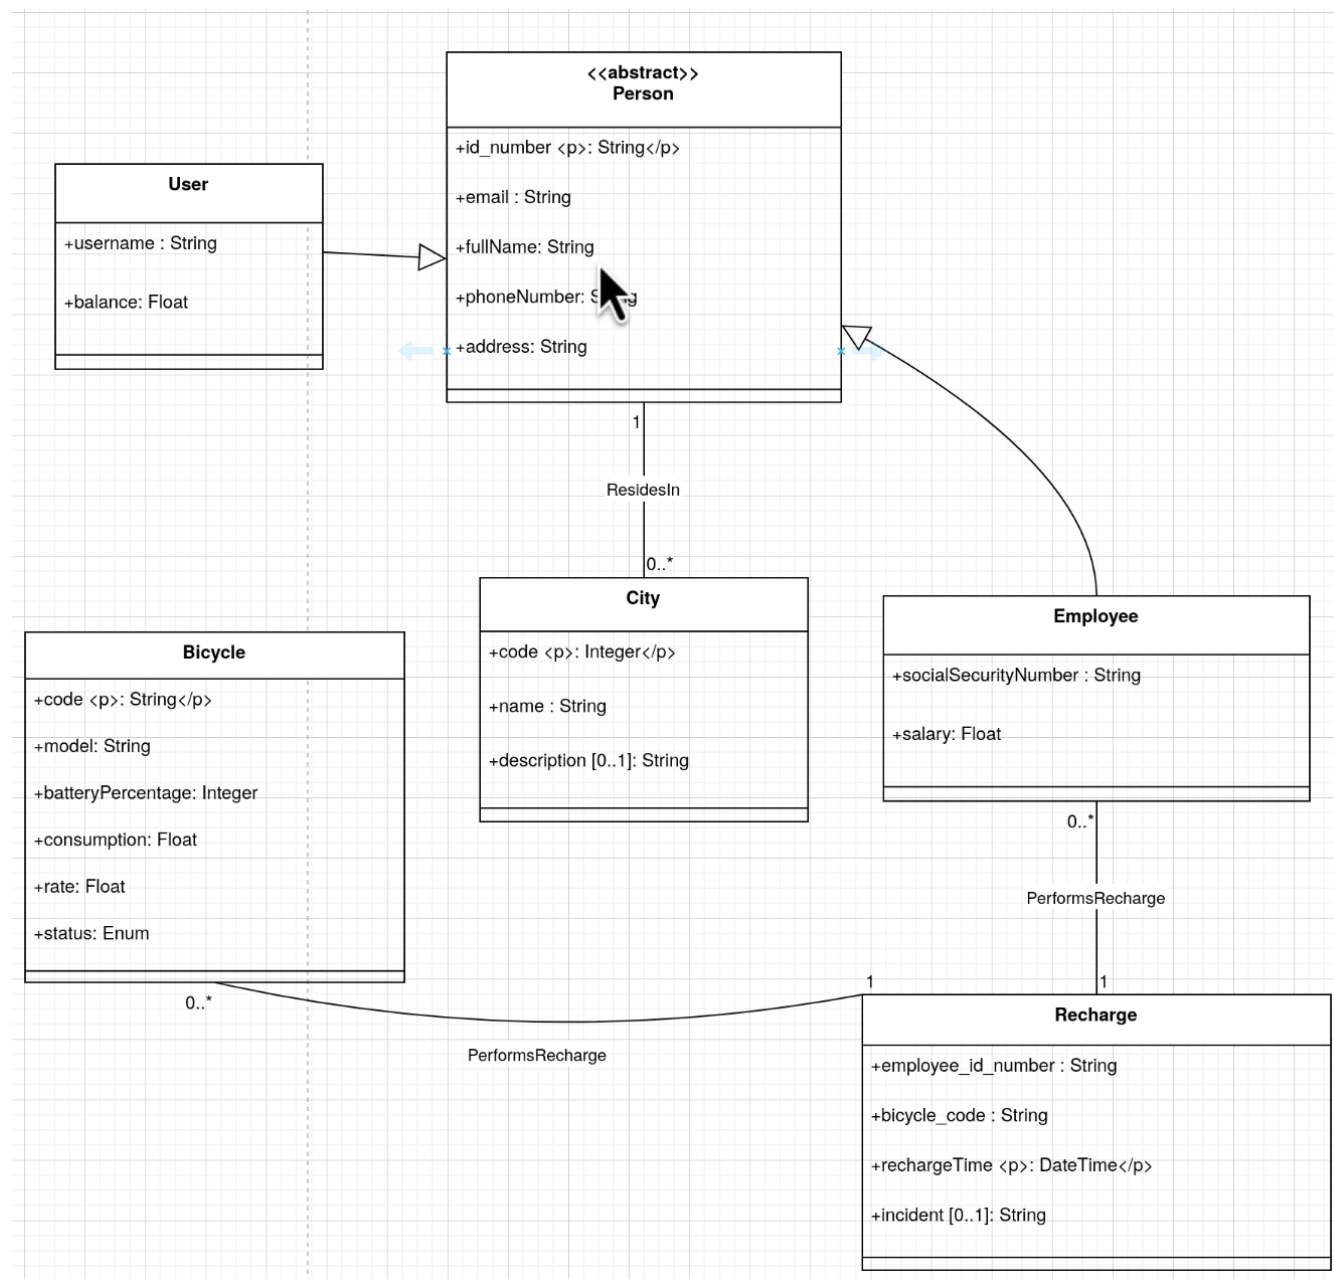 <<abstract>>
Person
+id_number <p>: String</p>
+email : String
+fullName: String
+phoneNumber:
+address: String
User
+username : String
+balance: Float
1
ResidesIn
0..*
City
+code <p>: Integer</p>
+name : String
+description [0..1]: String
Employee
+socialSecurityNumber : String
+salary: Float
Bicycle
+code <p>: String</p>
+model: String
+batteryPercentage: Integer
+consumption: Float
+rate: Float
+status: Enum
0..*
PerformsRecharge
1
0..*
PerformsRecharge
1
Recharge
+employee_id_number : String
+bicycle_code : String
+rechargeTime <p>: DateTime</p>
+incident [0..1]: String